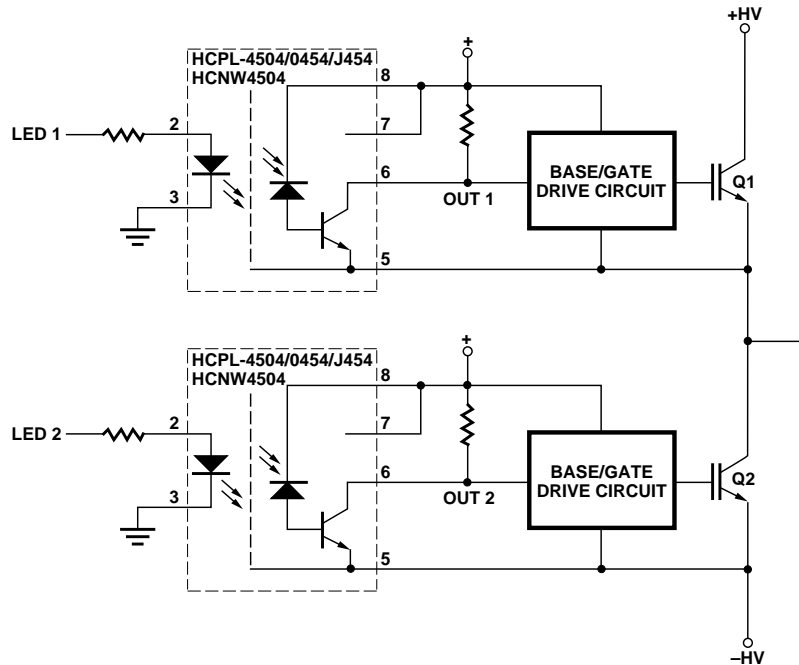 +HV
HCPL-4504/0454/J454
HCNW4504
+
8
LED 1
2
7
BASE/GATE
DRIVE CIRCUIT
6
Q1
3
OUT 1
5
HCPL-4504/0454/J454
HCNW4504
+
8
LED 2
2
7
BASE/GATE
DRIVE CIRCUIT
6
Q2
3
OUT 2
5
–HV